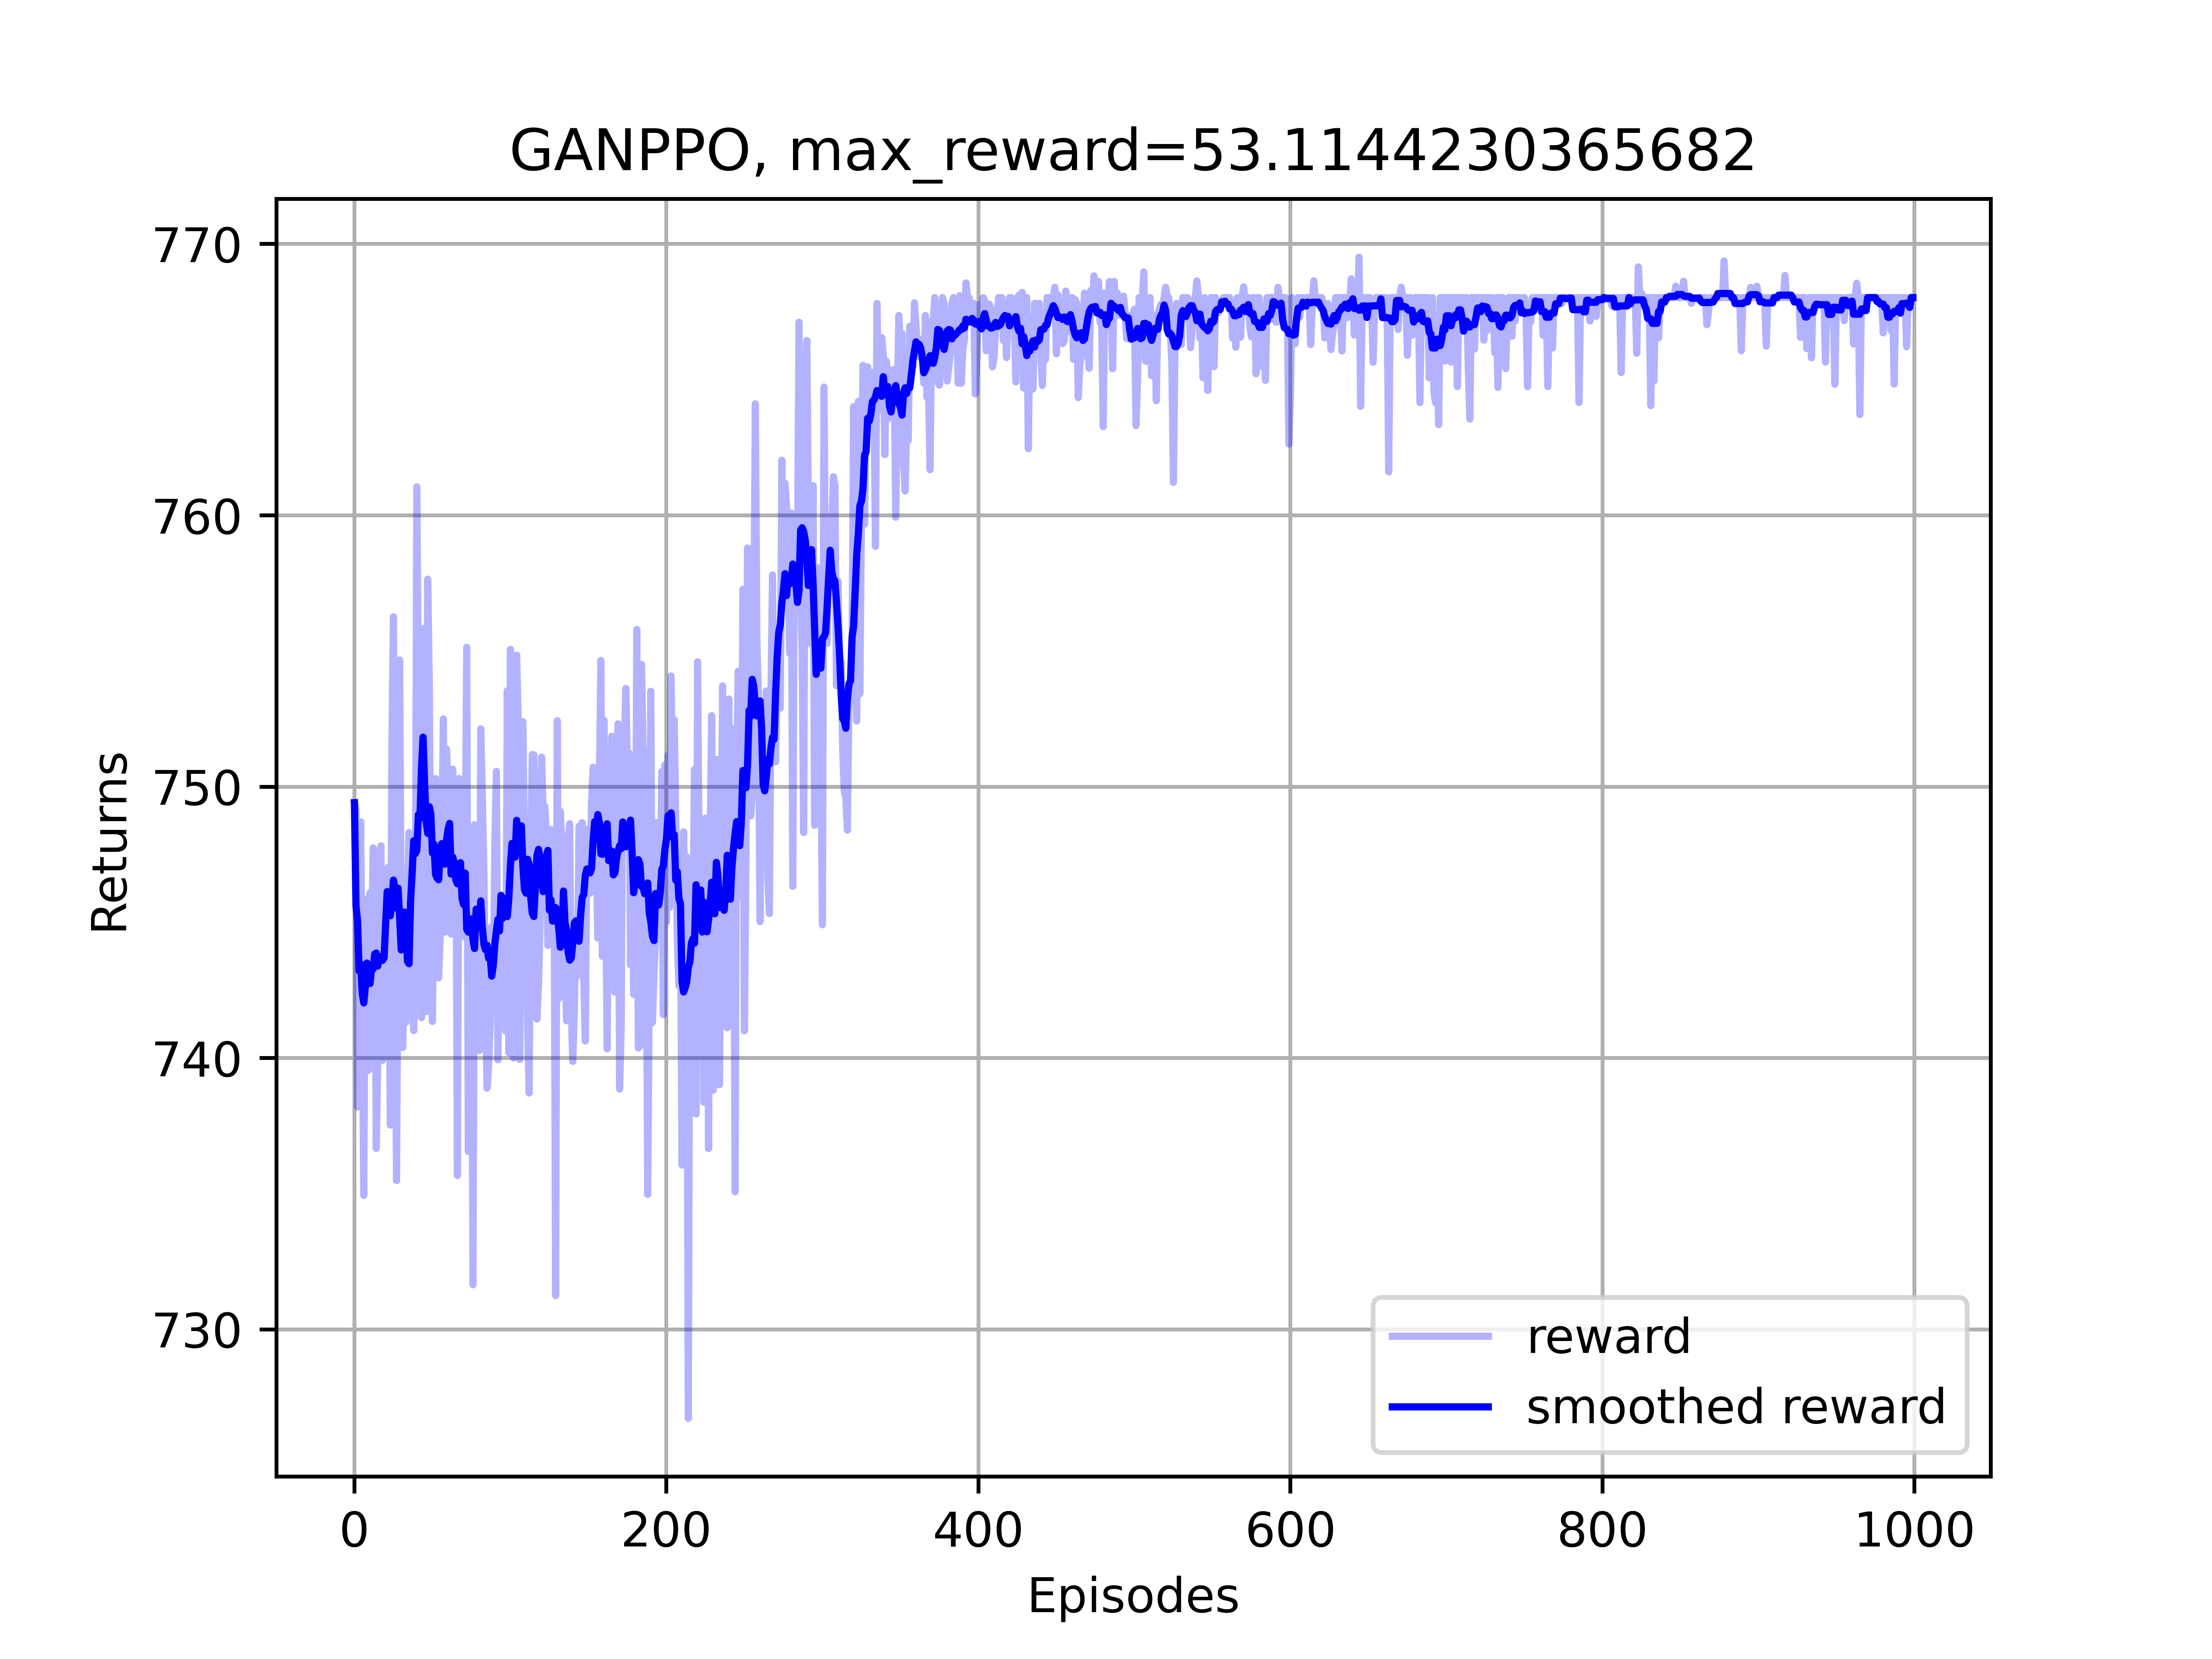 GANPPO, max_reward=53.1144230365682
770
760
750
740
730
Returns
reward
smoothed reward
0 200 400 600 800 1000
Episodes